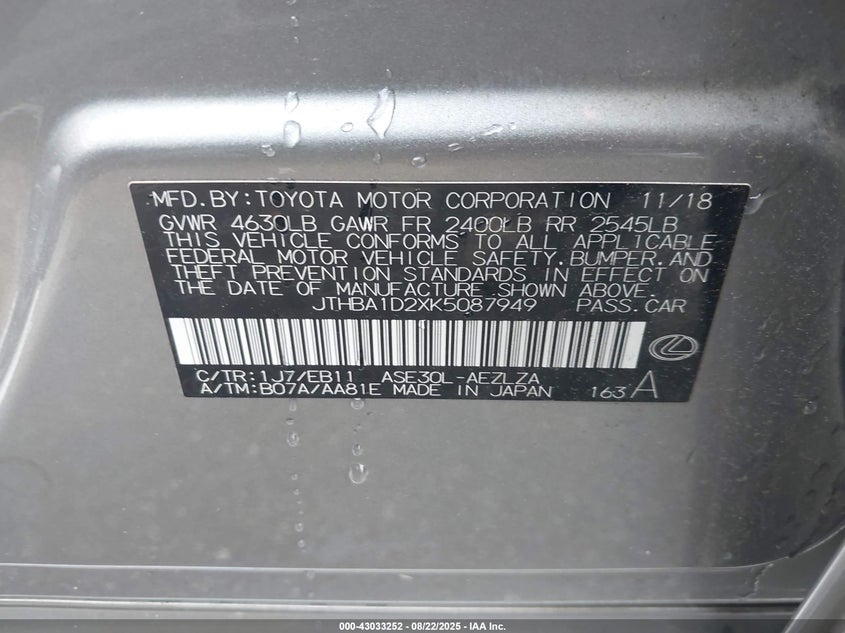 MFD.BY:TOYOTA MOTOR CORPORATION 11/18
GVWR 4630LB GAWR FR 2400LB RR 2545LB
THIS VEHICLE CONFORMS TO ALL APPLICABLE
FEDERAL MOTOR VEHICLE SAFETY,BUMPER,AND
THEFT PREVENTION STANDARDS IN EFFECT ON
THE DATE OF MANUFACTURE SHOWN ABOVE.
JTHBA1D2XK5087949 PASS.CAR
C/TR:1J7/EB11 ASE30L-AEZLZA
A/TM:B07A/AA81E MADE IN JAPAN 163 A
000-43033252 - 08/22/2025 - IAA Inc.